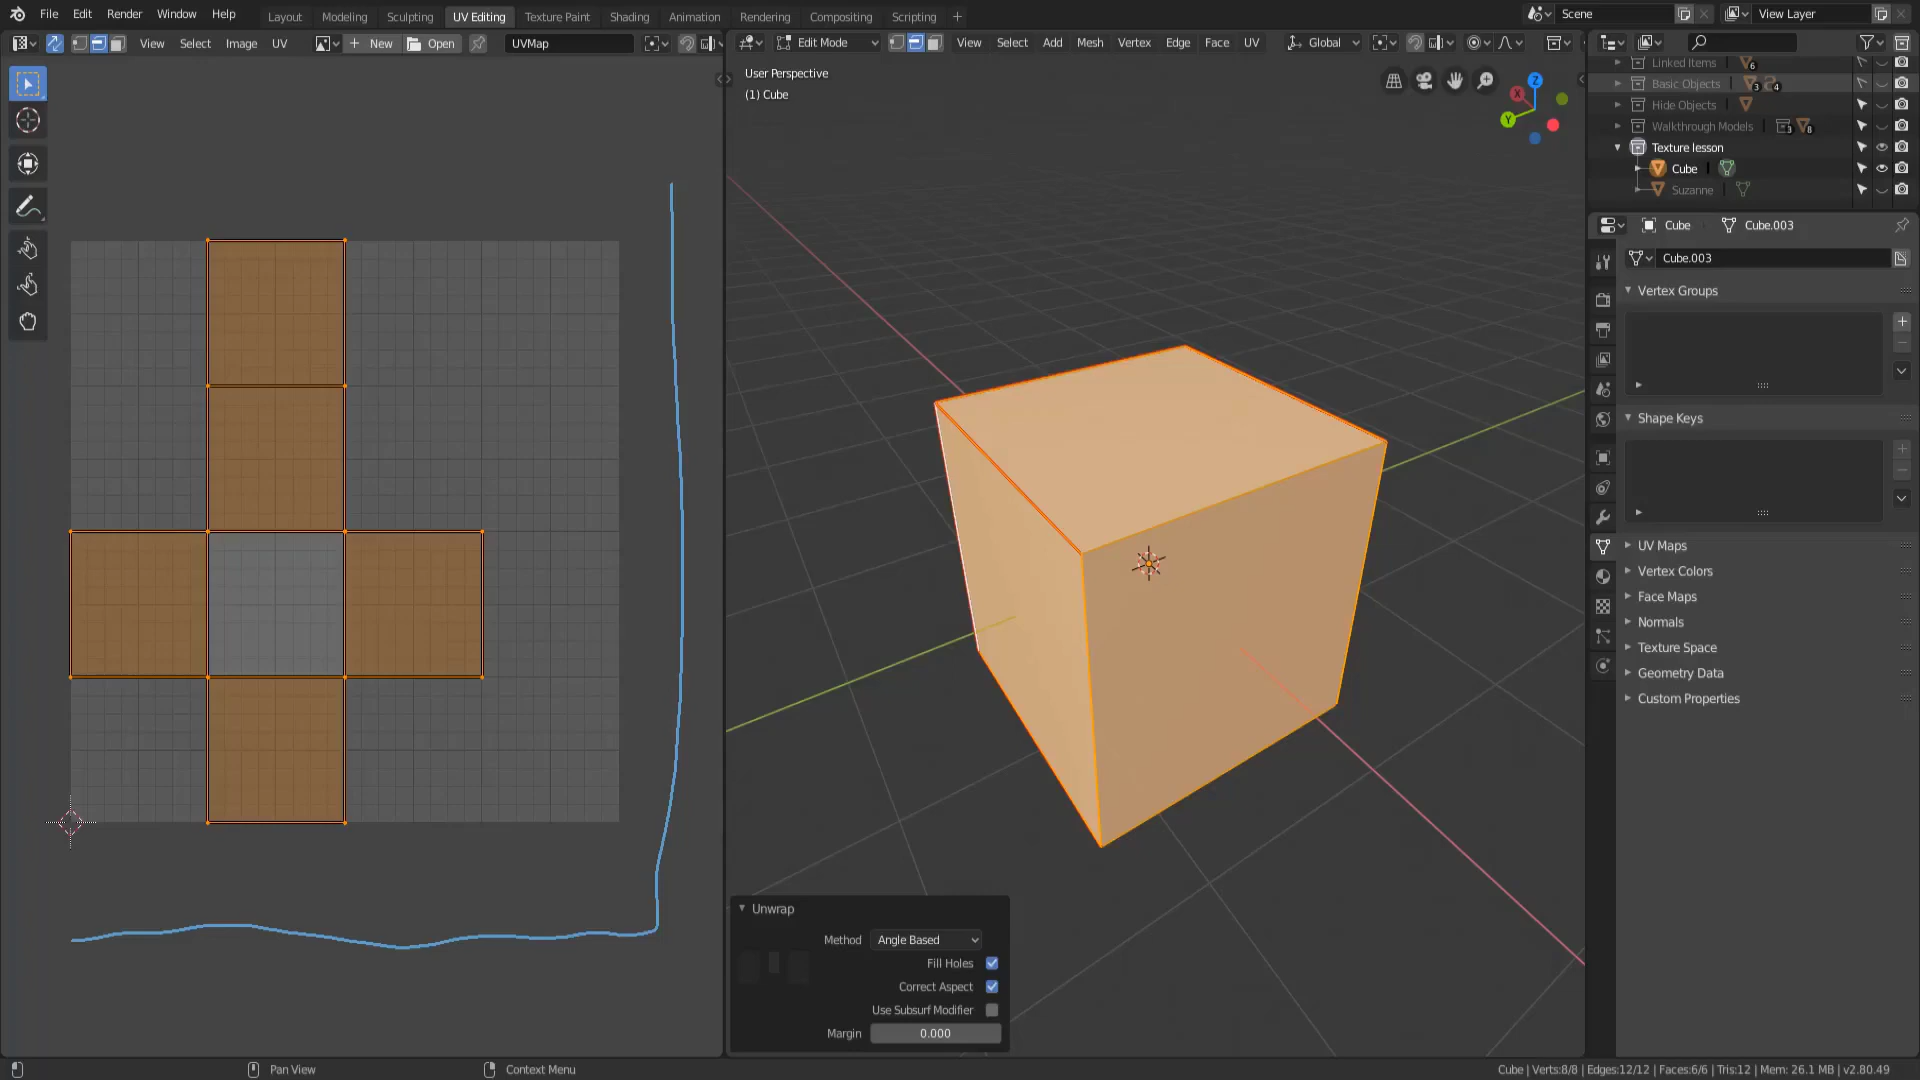 File Edit Render Window Help Layout Modeling Sculpting UV Editing Texture Paint Shading Animation Rendering Compositing Scripting + Scene View Layer
View Select Image UV New Open UVMap
Edit Mode View Select Add Mesh Vertex Edge Face UV Global
User Perspective
(1) Cube
X Y Z
Linked Items 6
Basic Objects 3 4
Hide Objects
Walkthrough Models 3 8
Texture lesson
Cube
Suzanne
Cube Cube.003
Cube.003
Vertex Groups
Shape Keys
UV Maps
Vertex Colors
Face Maps
Normals
Texture Space
Geometry Data
Custom Properties
Unwrap
Method Angle Based
Fill Holes
Correct Aspect
Use Subsurf Modifier
Margin 0.000
Pan View Context Menu Cube | Verts:8/8 | Edges:12/12 | Faces:6/6 | Tris:12 | Mem: 26.1 MB | v2.80.49